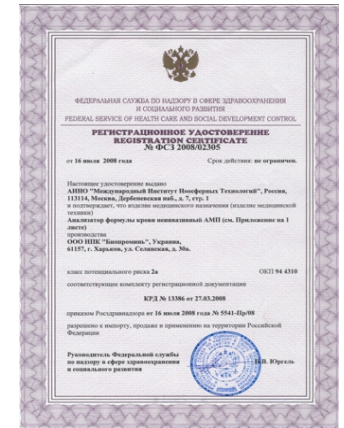 ФЕДЕРАЛЬНАЯ СЛУЖБА ПО НАДЗОРУ В СФЕРЕ ЗДРАВООХРАНЕНИЯ
И СОЦИАЛЬНОГО РАЗВИТИЯ
FEDERAL SERVICE OF HEALTH CARE AND SOCIAL DEVELOPMENT CONTROL
РЕГИСТРАЦИОННОЕ УДОСТОВЕРЕНИЕ
REGISTRATION CERTIFICATE
№ ФСЗ 2008/02305
от 16 июля 2008 года Срок действия: не ограничен.
Настоящее удостоверение выдано
АННО "Международный Институт Ноосферных Технологий", Россия,
113114, Москва, Дербеневская наб., д. 7, стр. 1
и подтверждает, что изделие медицинского назначения (изделие медицинской
техники)
Анализатор формулы крови неинвазивный АМП (см. Приложение на 1
листе)
производства
ООО НПК "Биопроминь", Украина,
61157, г. Харьков, ул. Селянская, д. 30а.
класс потенциального риска 2а ОКП 94 4310
соответствующее комплекту регистрационной документации
КРД № 13386 от 27.03.2008
приказом Росздравнадзора от 16 июля 2008 года № 5541-Пр/08
разрешено к импорту, продаже и применению на территории Российской
Федерации
Руководитель Федеральной службы
по надзору в сфере здравоохранения
и социального развития
Н.В. Юргель